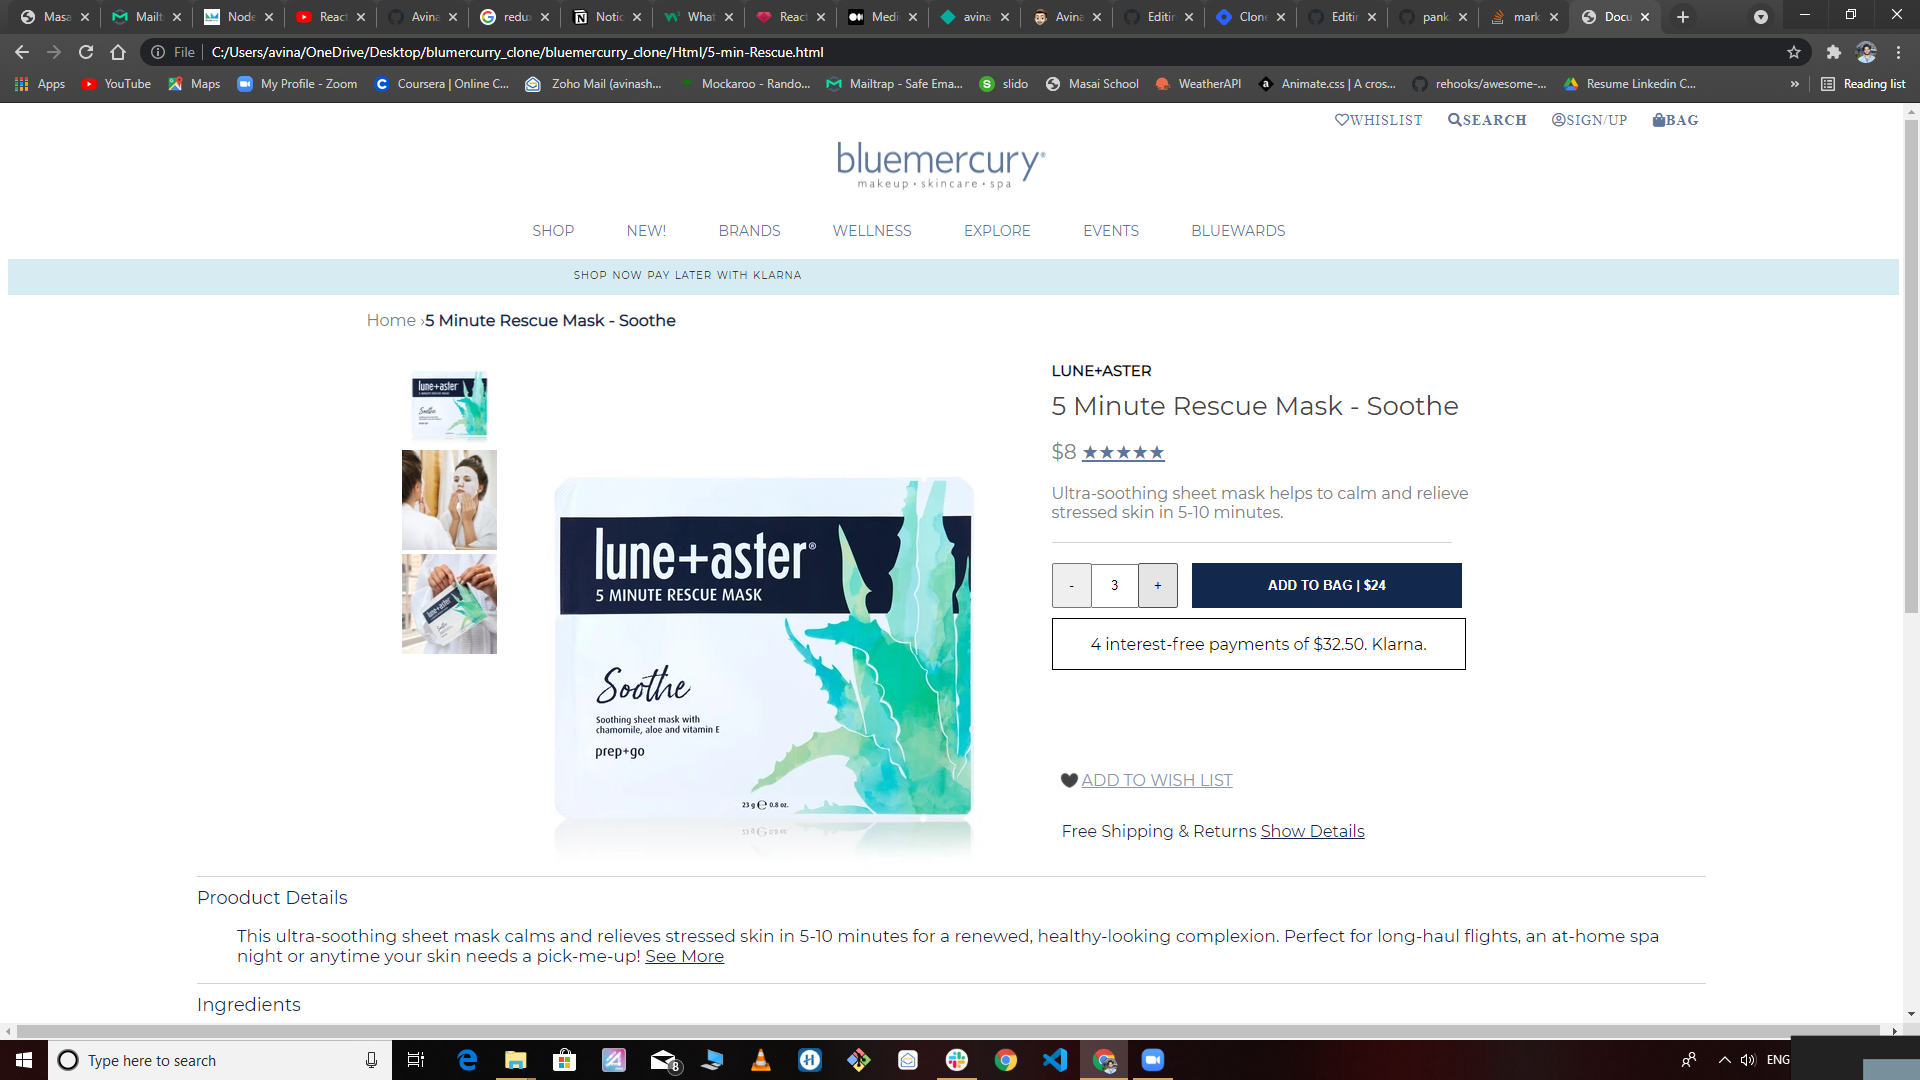 Masa
Mailt
Node
React
Avina
redux
Notic
What
React
Medi
avina
Avina
Editin
Clone
Editin
pank
mark
Docu
File
C:/Users/avina/OneDrive/Desktop/blumercurry_clone/bluemercurry_clone/Html/5-min-Rescue.html
Apps
YouTube
Maps
My Profile - Zoom
Coursera | Online C...
Zoho Mail (avinash...
Mockaroo - Rando...
Mailtrap - Safe Ema...
slido
Masai School
WeatherAPI
Animate.css | A cros...
rehooks/awesome-...
Resume Linkedin C...
»
Reading list
WHISLIST
SEARCH
SIGN/UP
BAG
bluemercury®
makeup • skincare • spa
SHOP
NEW!
BRANDS
WELLNESS
EXPLORE
EVENTS
BLUEWARDS
SHOP NOW PAY LATER WITH KLARNA
Home ›5 Minute Rescue Mask - Soothe
LUNE+ASTER
5 Minute Rescue Mask - Soothe
$8 ★★★★★
Ultra-soothing sheet mask helps to calm and relieve
stressed skin in 5-10 minutes.
- 3 +
ADD TO BAG | $24
4 interest-free payments of $32.50. Klarna.
lune+aster®
5 MINUTE RESCUE MASK
Soothe
Soothing sheet mask with
chamomile, aloe and vitamin E
prep+go
23 g ℮ 0.8 oz.
ADD TO WISH LIST
Free Shipping & Returns Show Details
Prooduct Details
This ultra-soothing sheet mask calms and relieves stressed skin in 5-10 minutes for a renewed, healthy-looking complexion. Perfect for long-haul flights, an at-home spa
night or anytime your skin needs a pick-me-up! See More
Ingredients
Type here to search
8
ENG